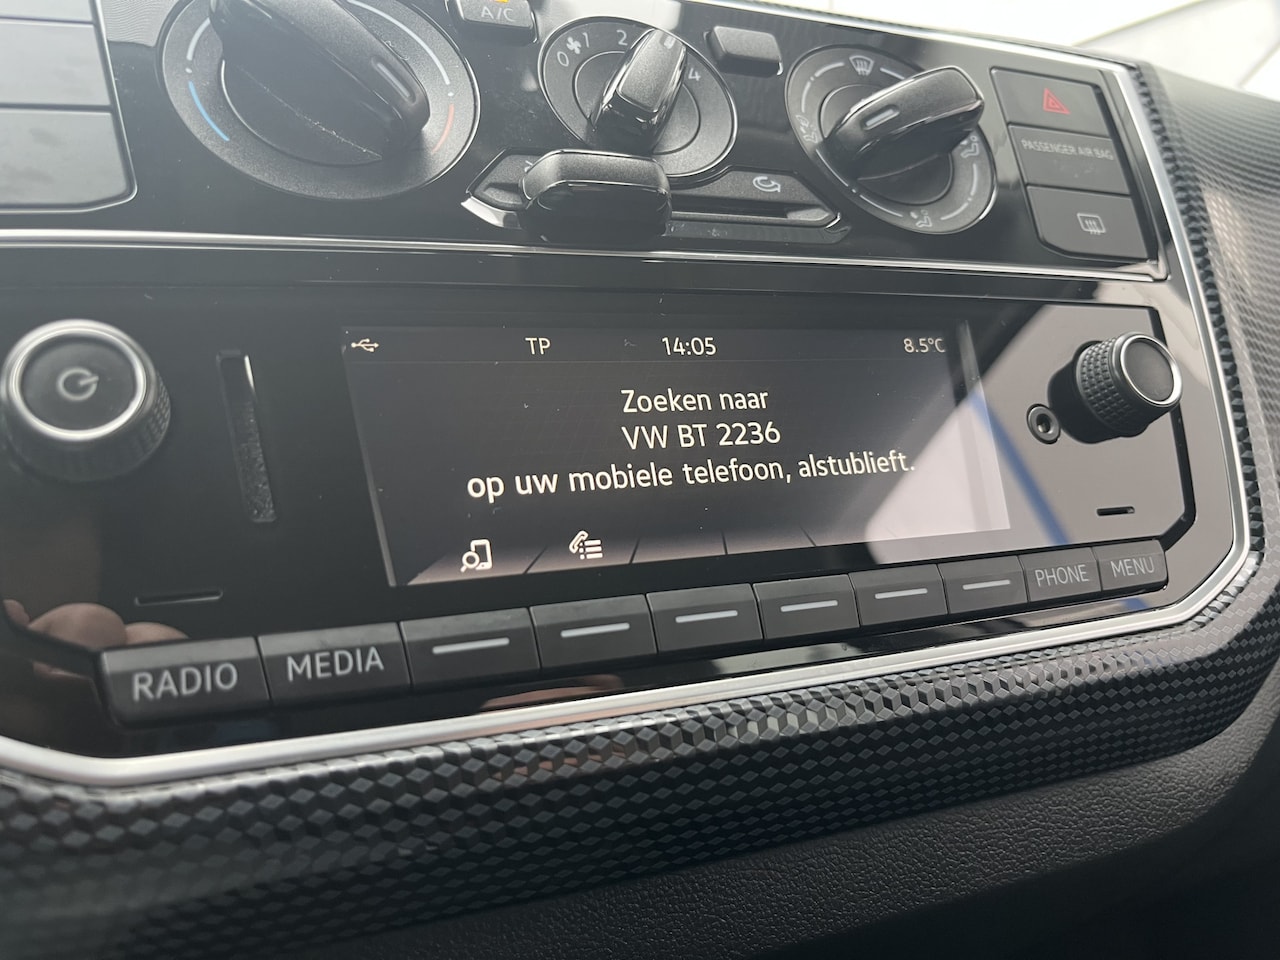 A/C
0 1 2 4
PASSENGER AIR BAG
TP 14:05 8.5°C
Zoeken naar
VW BT 2236
op uw mobiele telefoon, alstublieft.
RADIO MEDIA PHONE MENU